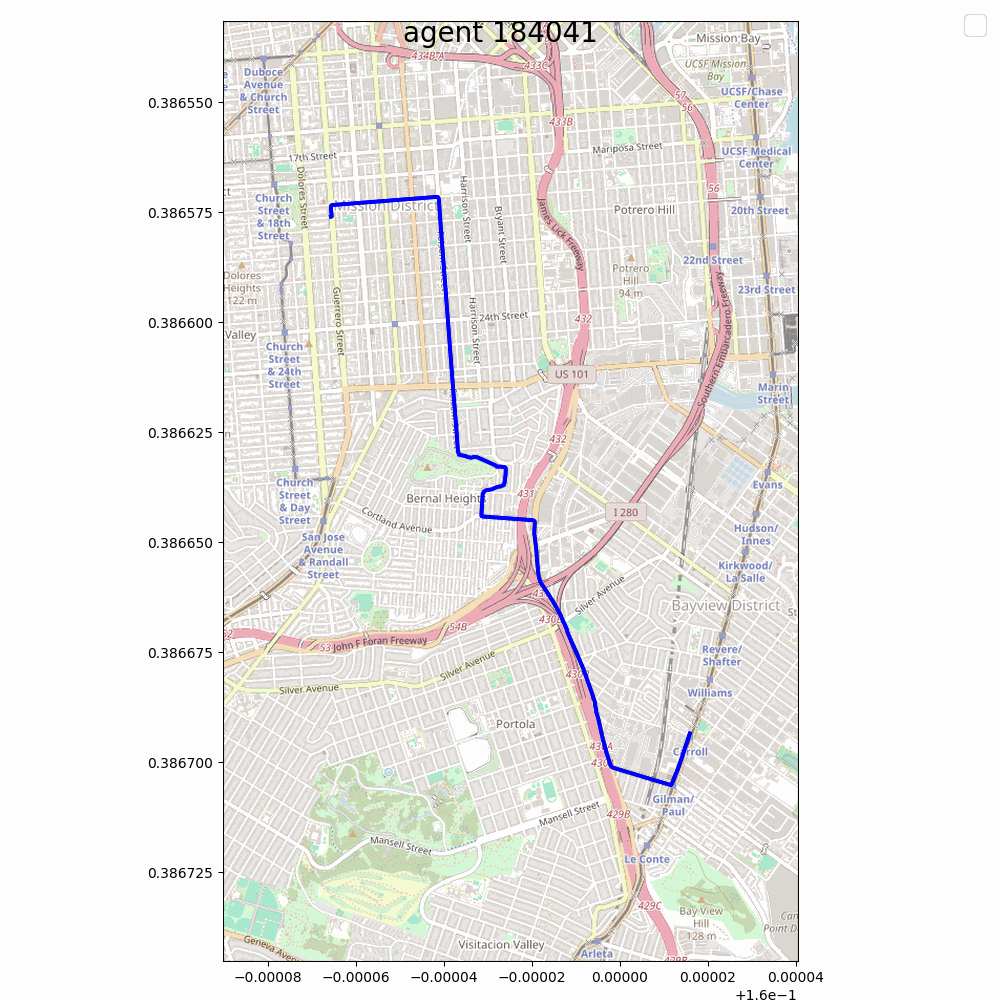 agent 184041
Mission Bay
434B-A
433C
Duboce
Avenue
& Church
Street
UCSF Mission
Bay
57
56
UCSF/Chase
Center
0.386550
433B
Mariposa Street
UCSF Medical
Center
17th Street
Dolores Street
56
Church
Street
& 18th
Street
Mission District
Harrison Street
Bryant Street
James Lick Freeway
Potrero Hill
20th Street
0.386575
22nd Street
Dolores
Heights
122 m
Potrero
Hill
94 m
23rd Street
Guerrero Street
Harrison Street
24th Street
432
Southern Embarcadero Freeway
0.386600
Valley
Church
Street
& 24th
Street
US 101
Marin
Street
0.386625
432
Church
Street
& Day
Street
Bernal Heights
431
Evans
Cortland Avenue
I 280
San Jose
Avenue
& Randall
Street
Hudson/
Innes
0.386650
Kirkwood/
La Salle
Silver Avenue
Bayview District
52
53
John F Foran Freeway
54B
Revere/
Shafter
0.386675
Silver Avenue
Silver Avenue
Williams
Portola
Carroll
0.386700
Gilman/
Paul
Mansell Street
429B
Mansell Street
Le Conte
0.386725
429C
Bay View
Hill
128 m
Geneva Avenue
Visitacion Valley
Arleta
−0.00008
−0.00006
−0.00004
−0.00002
0.00000
0.00002
0.00004
+1.6e−1